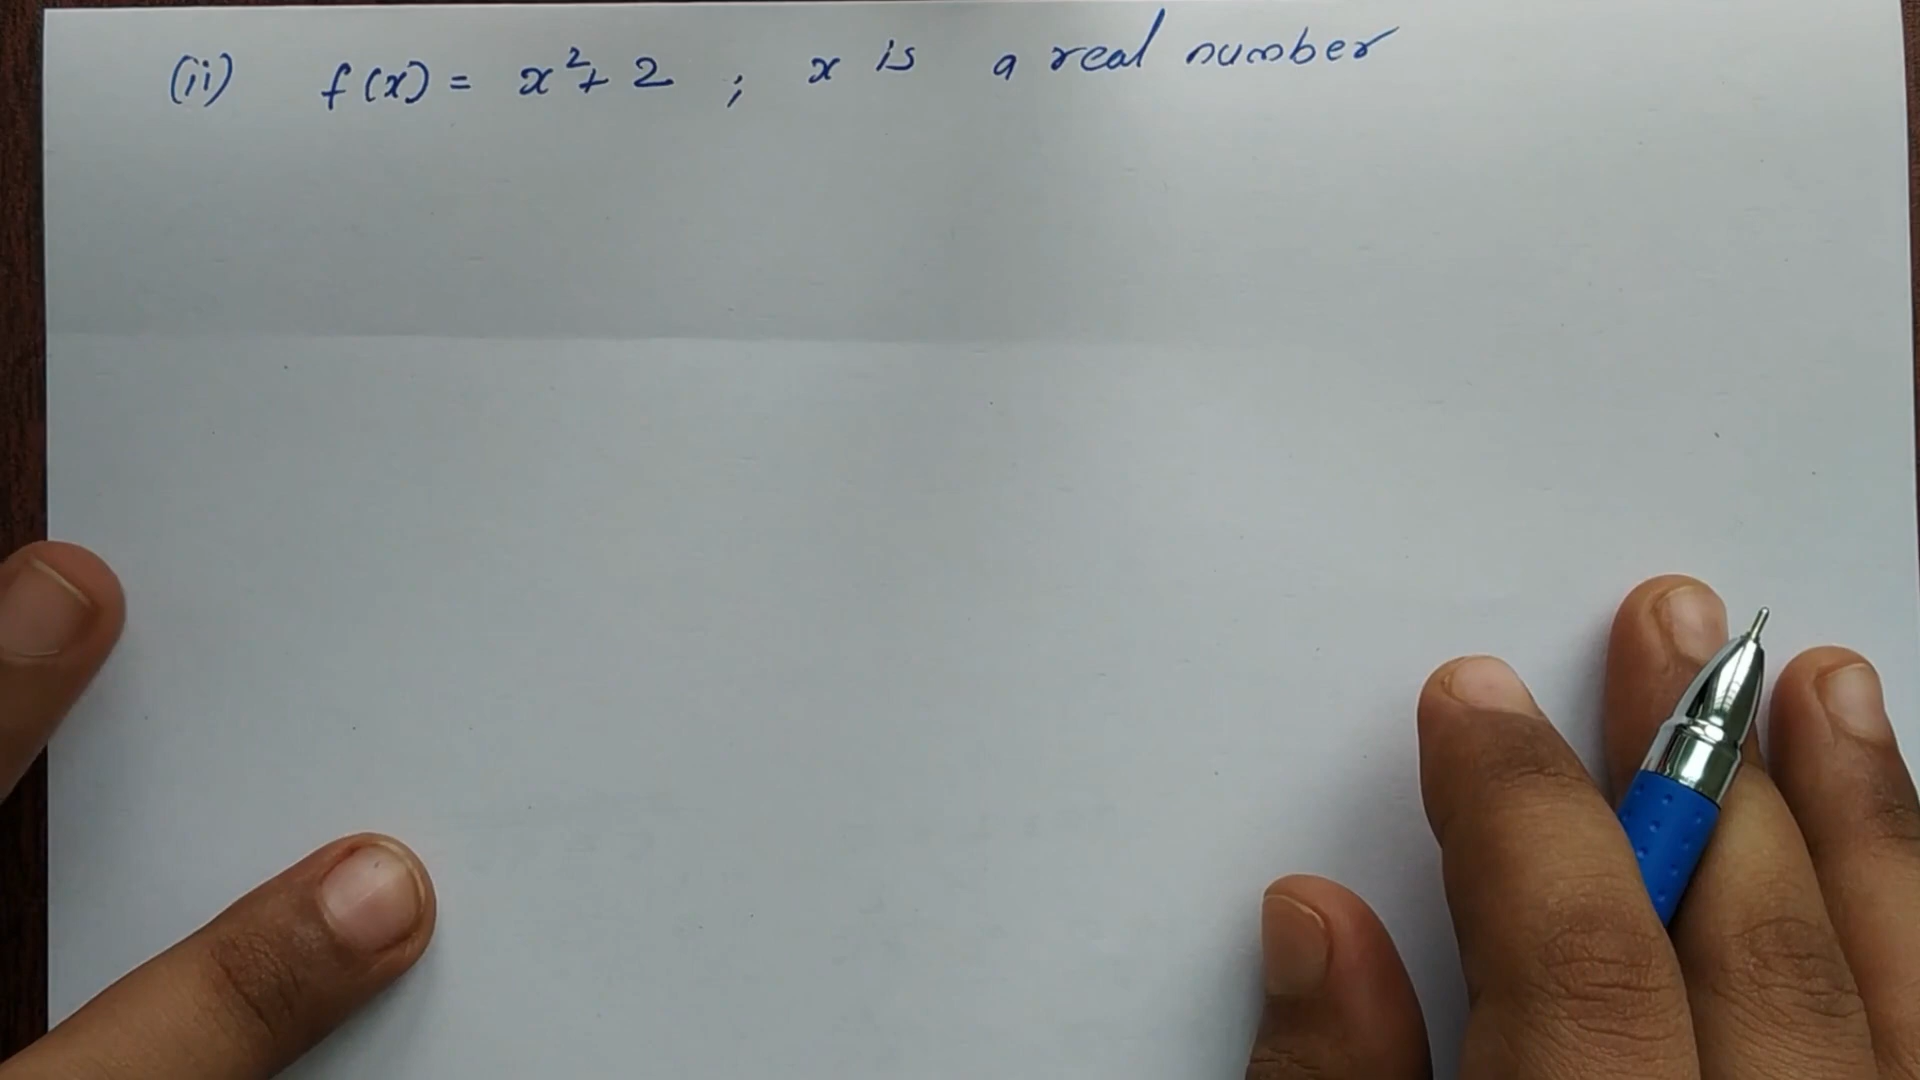 (ii) f(x) = x²+ 2 ; x is a real number